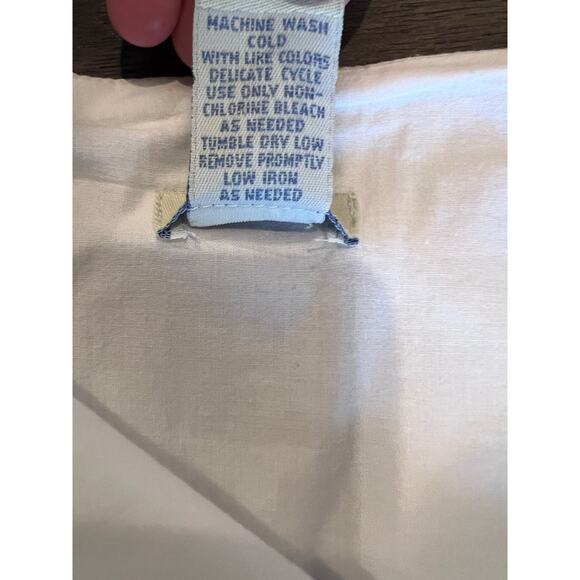 MACHINE WASH
COLD
WITH LIKE COLORS
DELICATE CYCLE
USE ONLY NON-
CHLORINE BLEACH
AS NEEDED
TUMBLE DRY LOW
REMOVE PROMPTLY
LOW IRON
AS NEEDED